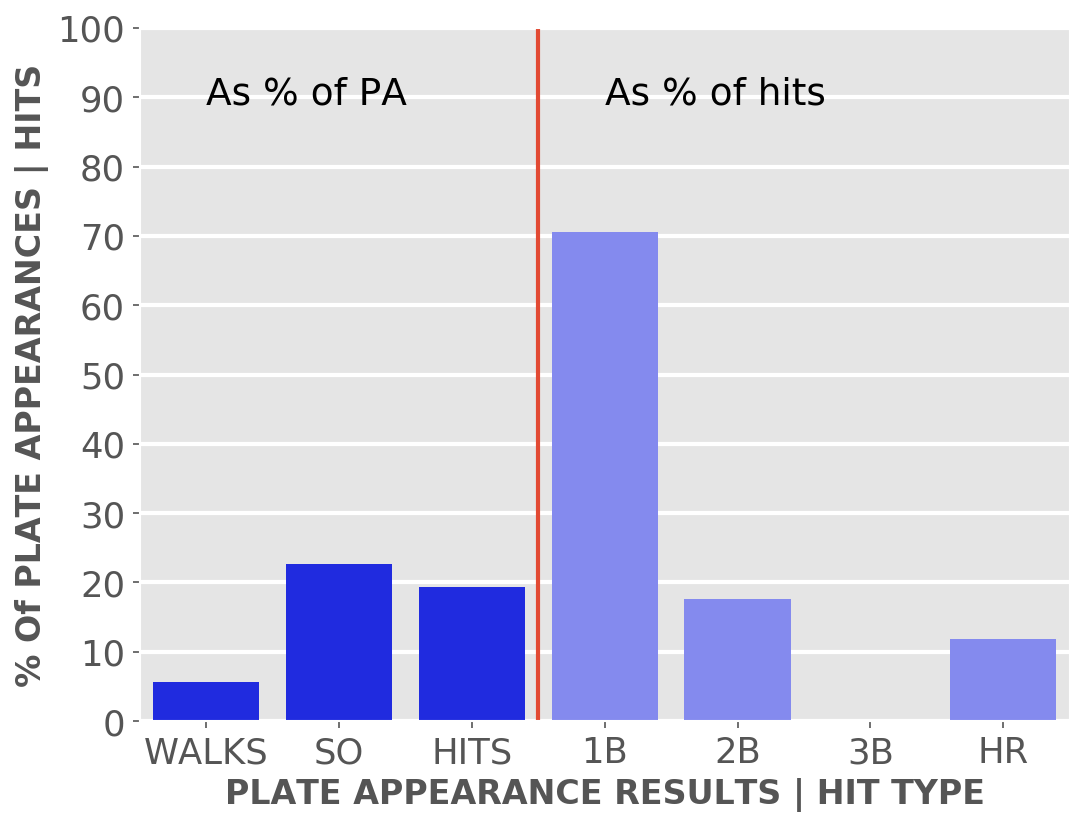 % Of PLATE APPEARANCES | HITS
100
90
80
70
60
50
40
30
20
10
0
As % of PA
As % of hits
WALKS SO HITS 1B 2B 3B HR
PLATE APPEARANCE RESULTS | HIT TYPE